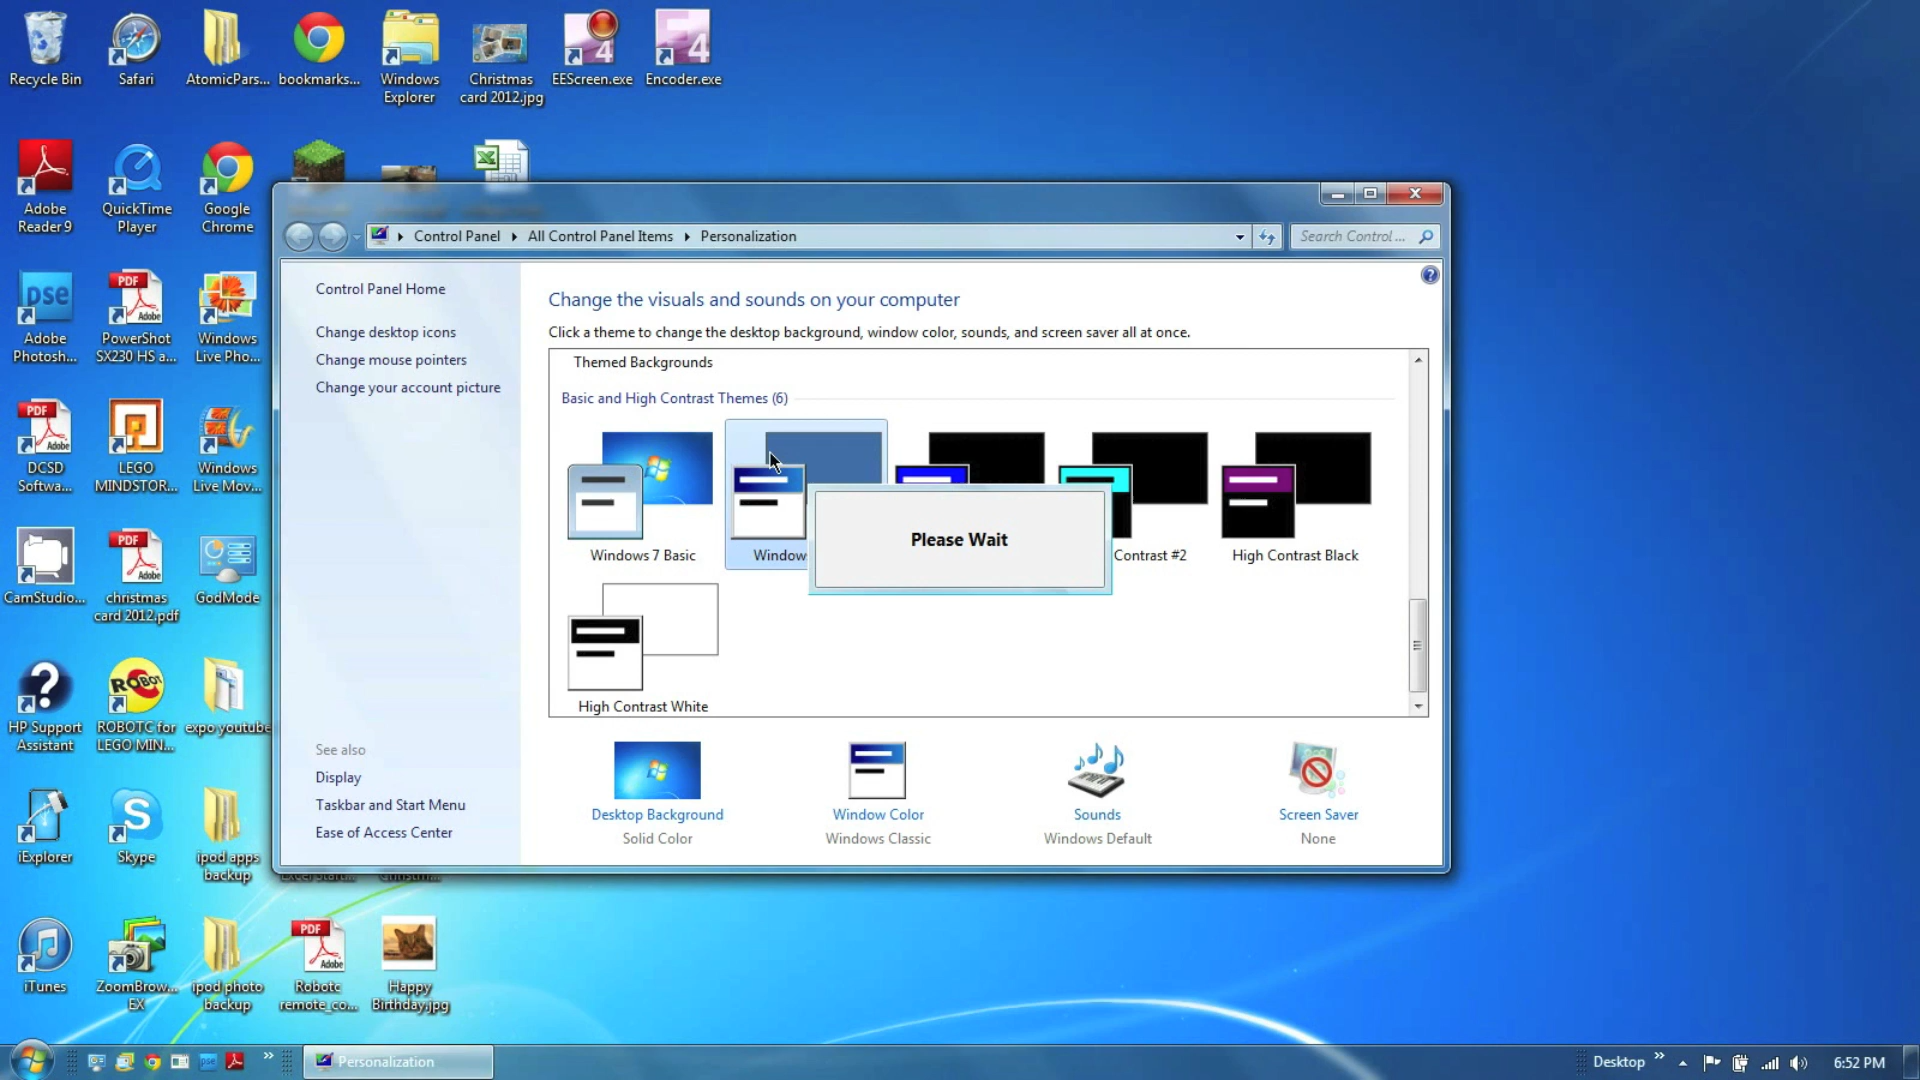 Recycle Bin
Safari
AtomicPars...
bookmarks...
Windows
Explorer
Christmas
card 2012.jpg
EEScreen.exe
Encoder.exe
Adobe
Reader 9
QuickTime
Player
Google
Chrome
Adobe
Photosh...
PowerShot
SX230 HS a...
Windows
Live Pho...
DCSD
Softwa...
LEGO
MINDSTOR...
Windows
Live Mov...
CamStudio...
christmas
card 2012.pdf
GodMode
HP Support
Assistant
ROBOTC for
LEGO MIN...
expo youtube
iExplorer
Skype
ipod apps
backup
iTunes
ZoomBrow...
EX
ipod photo
backup
Robotc
remote_co...
Happy
Birthday.jpg
Control Panel
All Control Panel Items
Personalization
Search Control ...
Control Panel Home
Change desktop icons
Change mouse pointers
Change your account picture
See also
Display
Taskbar and Start Menu
Ease of Access Center
Change the visuals and sounds on your computer
Click a theme to change the desktop background, window color, sounds, and screen saver all at once.
Themed Backgrounds
Basic and High Contrast Themes (6)
Windows 7 Basic
Window
Contrast #2
High Contrast Black
Please Wait
High Contrast White
Desktop Background
Solid Color
Window Color
Windows Classic
Sounds
Windows Default
Screen Saver
None
Personalization
Desktop
6:52 PM